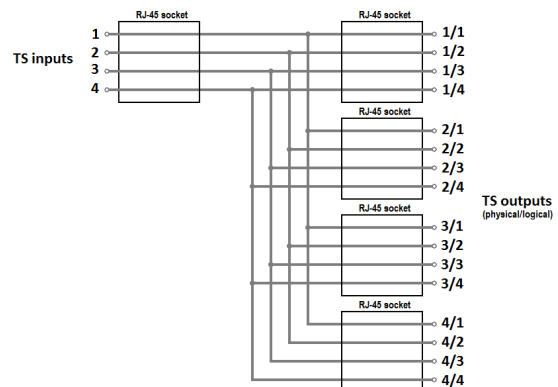 RJ-45 socket
1
2
3
4
TS inputs
RJ-45 socket
1/1
1/2
1/3
1/4
RJ-45 socket
2/1
2/2
2/3
2/4
RJ-45 socket
3/1
3/2
3/3
3/4
RJ-45 socket
4/1
4/2
4/3
4/4
TS outputs
(physical/logical)